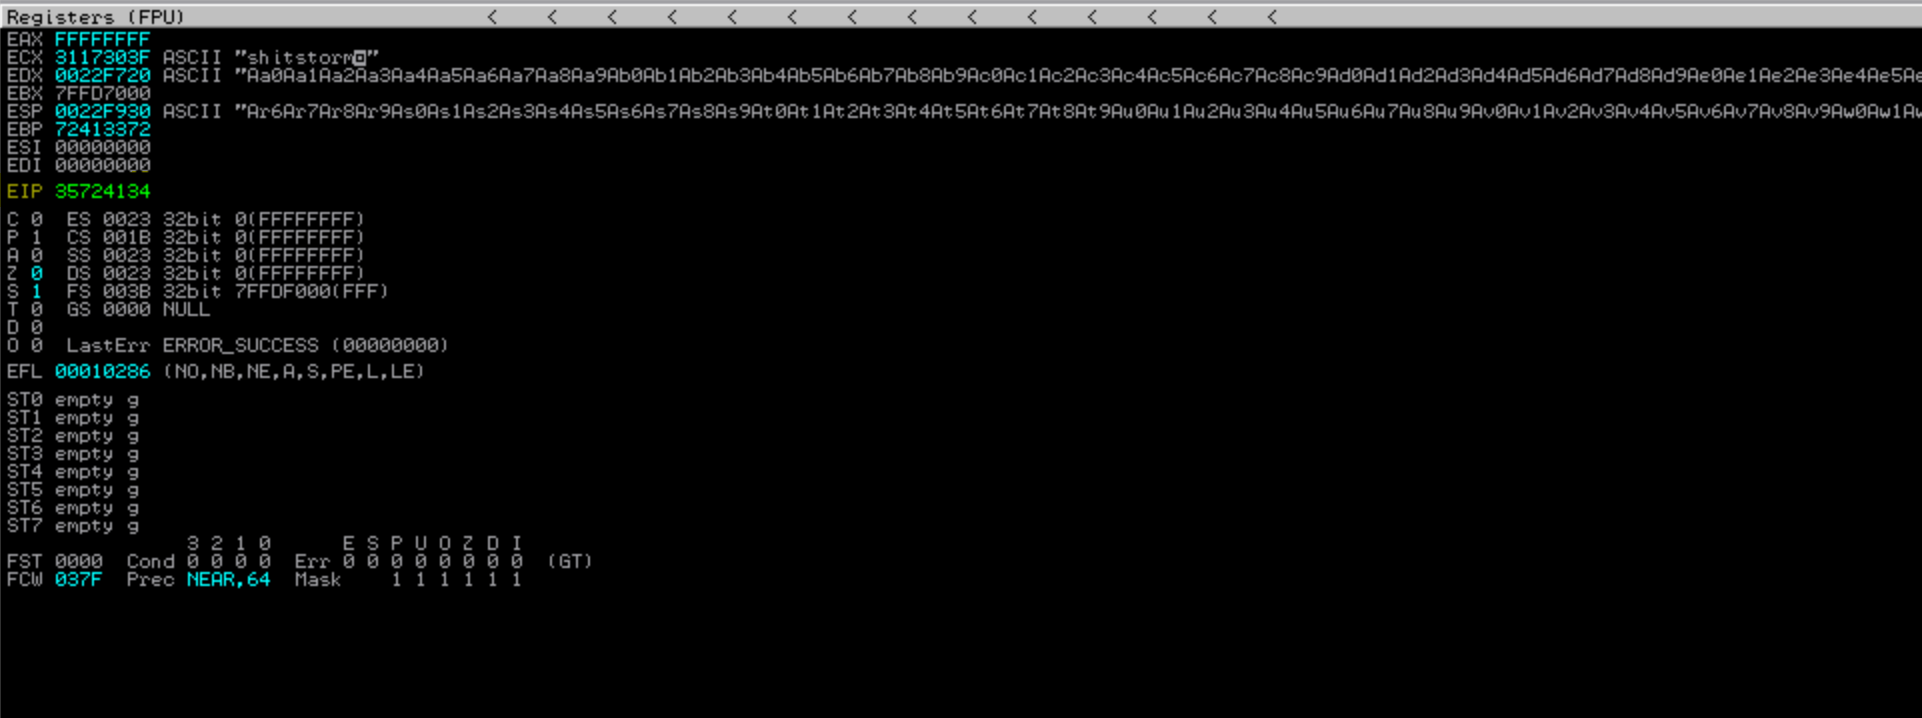 Registers (FPU) < < < < < < < < < < < < < <
EAX FFFFFFFF
ECX 3117303F ASCII "shitstorm◘"
EDX 0022F720 ASCII "Aa0Aa1Aa2Aa3Aa4Aa5Aa6Aa7Aa8Aa9Ab0Ab1Ab2Ab3Ab4Ab5Ab6Ab7Ab8Ab9Ac0Ac1Ac2Ac3Ac4Ac5Ac6Ac7Ac8Ac9Ad0Ad1Ad2Ad3Ad4Ad5Ad6Ad7Ad8Ad9Ae0Ae1Ae2Ae3Ae4Ae5Ae
EBX 7FFD7000
ESP 0022F930 ASCII "Ar6Ar7Ar8Ar9As0As1As2As3As4As5As6As7As8As9At0At1At2At3At4At5At6At7At8At9Au0Au1Au2Au3Au4Au5Au6Au7Au8Au9Av0Av1Av2Av3Av4Av5Av6Av7Av8Av9Aw0Aw1Aw
EBP 72413372
ESI 00000000
EDI 00000000
EIP 35724134
C 0 ES 0023 32bit 0(FFFFFFFF)
P 1 CS 001B 32bit 0(FFFFFFFF)
A 0 SS 0023 32bit 0(FFFFFFFF)
Z 0 DS 0023 32bit 0(FFFFFFFF)
S 1 FS 003B 32bit 7FFDF000(FFF)
T 0 GS 0000 NULL
D 0
O 0 LastErr ERROR_SUCCESS (00000000)
EFL 00010286 (NO,NB,NE,A,S,PE,L,LE)
ST0 empty g
ST1 empty g
ST2 empty g
ST3 empty g
ST4 empty g
ST5 empty g
ST6 empty g
ST7 empty g
3 2 1 0 E S P U O Z D I
FST 0000 Cond 0 0 0 0 Err 0 0 0 0 0 0 0 0 (GT)
FCW 037F Prec NEAR,64 Mask 1 1 1 1 1 1